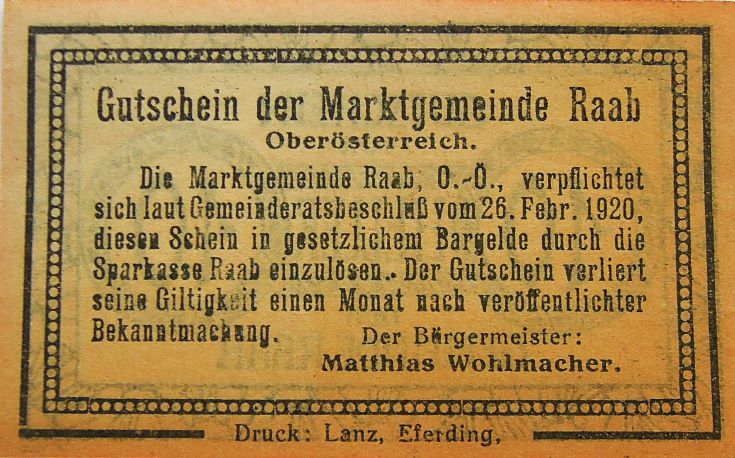 Gutschein der Marktgemeinde Raab
Oberösterreich.
Die Marktgemeinde Raab, O.-Ö., verpflichtet
sich laut Gemeinderatsbeschluß vom 26. Febr. 1920,
diesen Schein in gesetzlichem Bargelde durch die
Sparkasse Raab einzulösen. Der Gutschein verliert
seine Giltigkeit einen Monat nach veröffentlichter
Bekanntmachung. Der Bürgermeister:
Matthias Wohlmacher.
Druck: Lanz, Eferding,